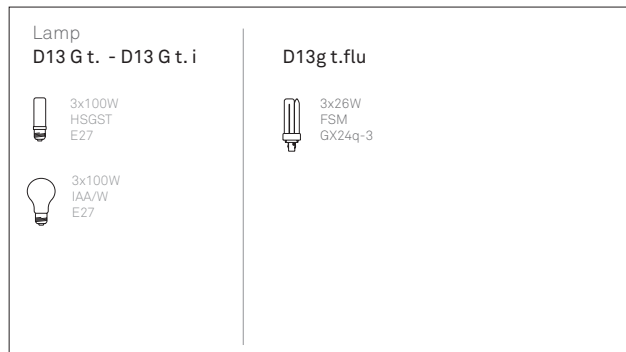 Lamp
D13 G t. - D13 G t. i
3x100W
HSGST
E27
3x100W
IAA/W
E27
D13g t.flu
3x26W
FSM
GX24q-3